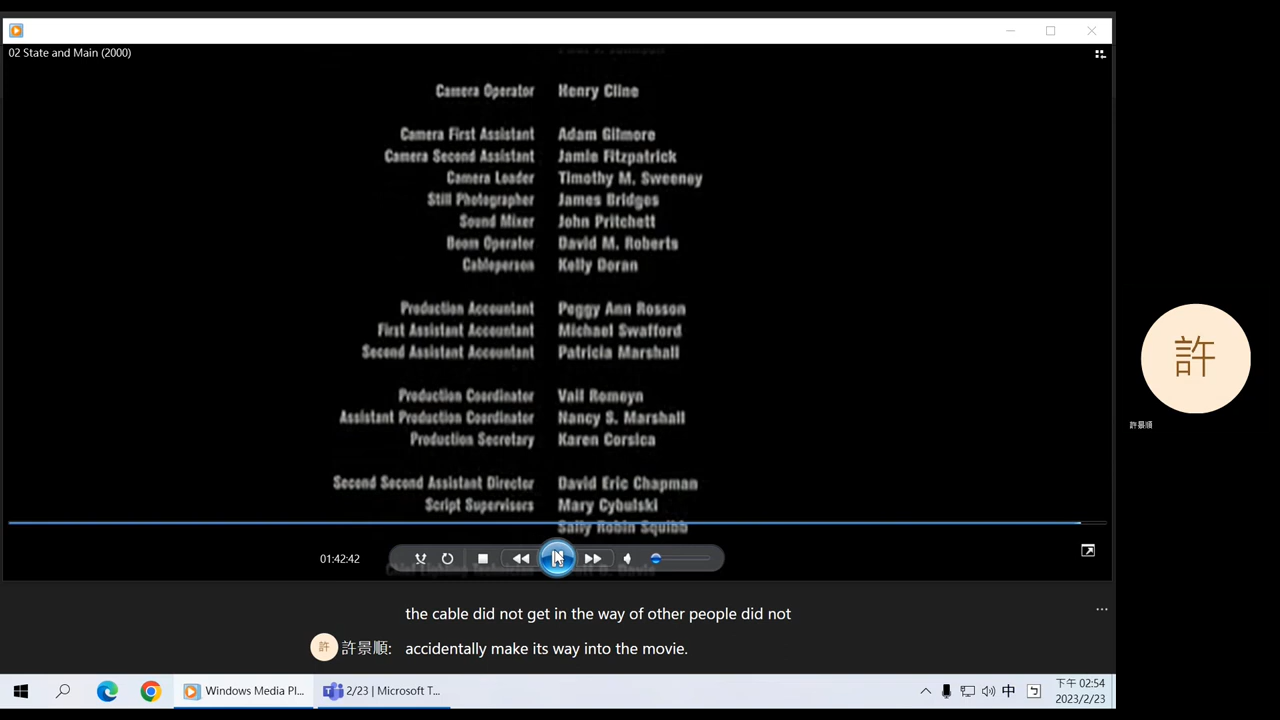 02 State and Main (2000)
Camera Operator Henry Cline
Camera First Assistant Adam Gilmore
Camera Second Assistant Jamie Fitzpatrick
Camera Loader Timothy M. Sweeney
Still Photographer James Bridges
Sound Mixer John Pritchett
Boom Operator David M. Roberts
Cableperson Kelly Doran
Production Accountant Peggy Ann Rosson
First Assistant Accountant Michael Swafford
Second Assistant Accountant Patricia Marshall
Production Coordinator Vail Romeyn
Assistant Production Coordinator Nancy S. Marshall
Production Secretary Karen Corsica
Second Second Assistant Director David Eric Chapman
Script Supervisors Mary Cybulski
Sally Robin Squibb
01:42:42
Chief Lighting Technician
the cable did not get in the way of other people did not
許 許景順: accidentally make its way into the movie.
許
許景順
Windows Media Pl...
2/23 | Microsoft T...
中
下午 02:54
2023/2/23